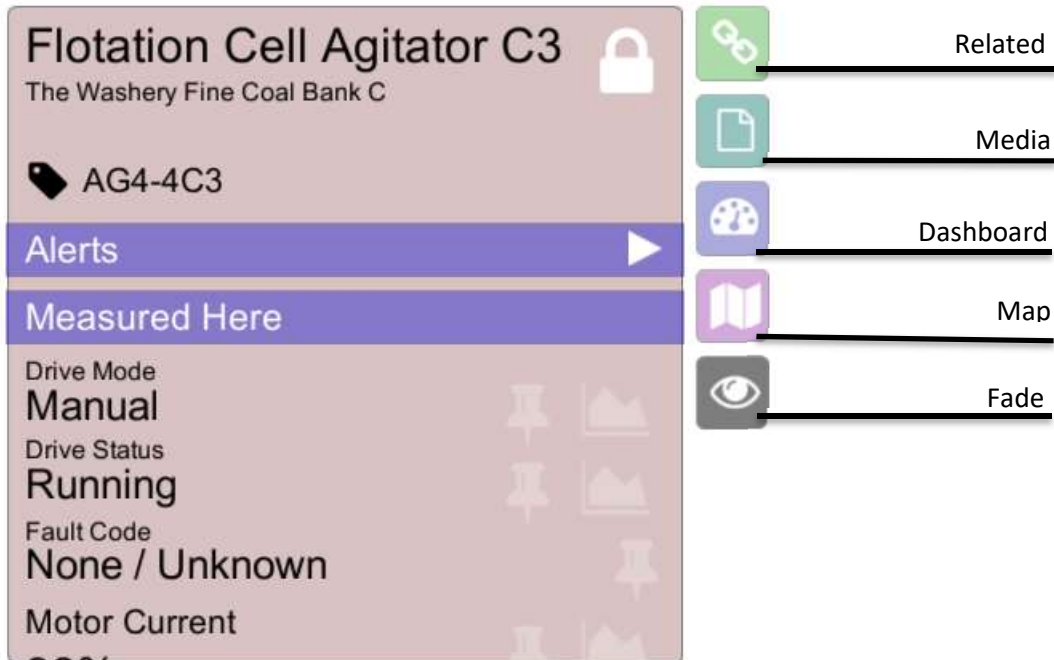 Flotation Cell Agitator C3
The Washery Fine Coal Bank C
AG4-4C3
Alerts
Measured Here
Drive Mode
Manual
Drive Status
Running
Fault Code
None / Unknown
Motor Current
Related
Media
Dashboard
Map
Fade